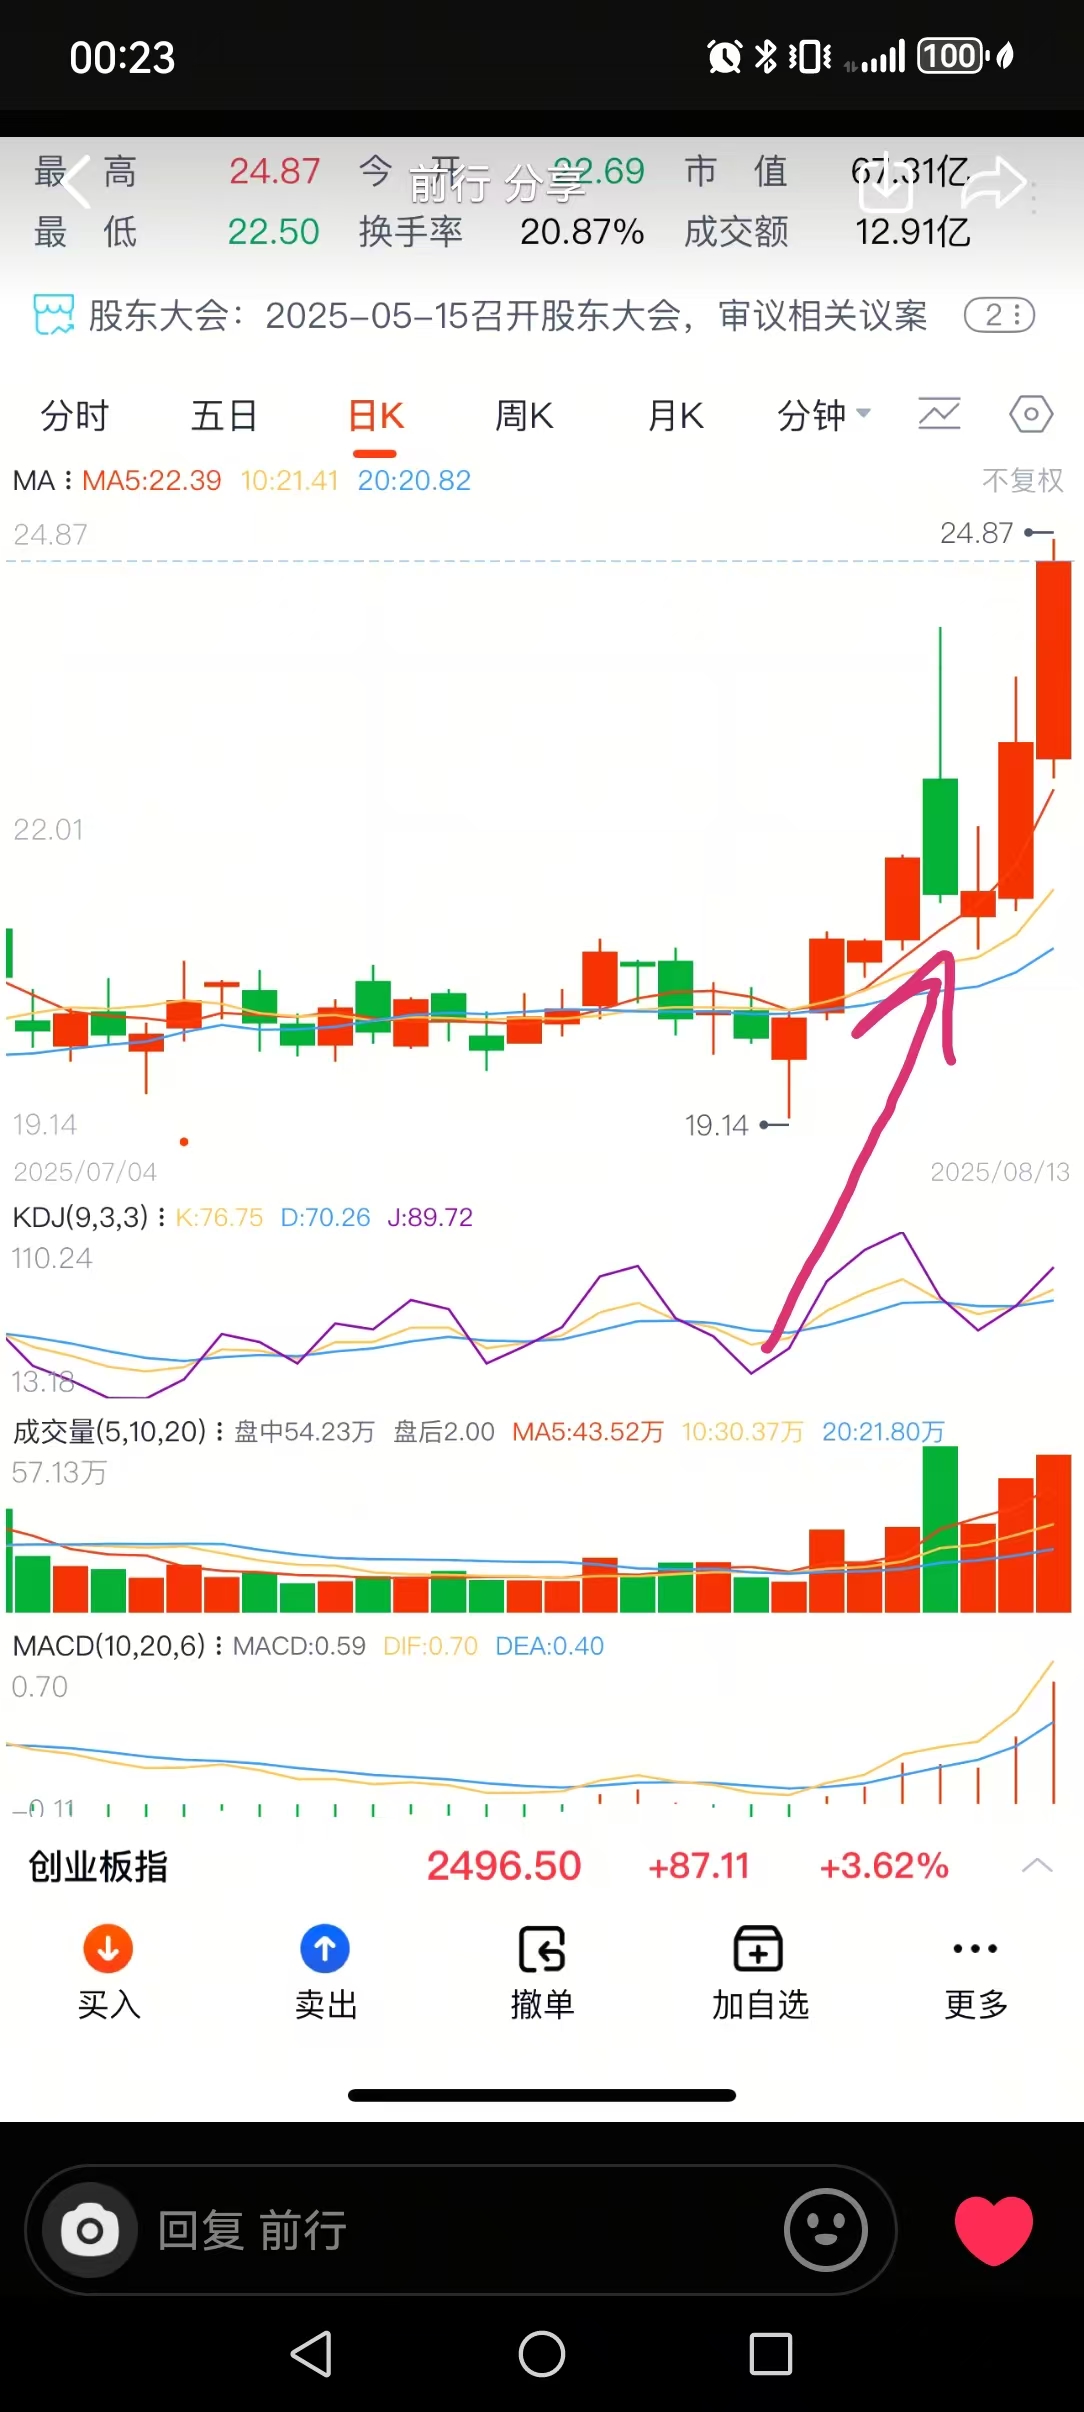 00:23
100
最 高 24.87 今 开 22.69 市 值 67.31亿
前行 分享
最 低 22.50 换手率 20.87% 成交额 12.91亿
股东大会：2025-05-15召开股东大会，审议相关议案 2
分时 五日 日K 周K 月K 分钟
MA MA5:22.39 10:21.41 20:20.82 不复权
24.87 24.87
22.01
19.14 19.14
2025/07/04 2025/08/13
KDJ(9,3,3) K:76.75 D:70.26 J:89.72
110.24
13.18
成交量(5,10,20) 盘中54.23万 盘后2.00 MA5:43.52万 10:30.37万 20:21.80万
57.13万
MACD(10,20,6) MACD:0.59 DIF:0.70 DEA:0.40
0.70
-0.11
创业板指 2496.50 +87.11 +3.62%
买入 卖出 撤单 加自选 更多
回复 前行